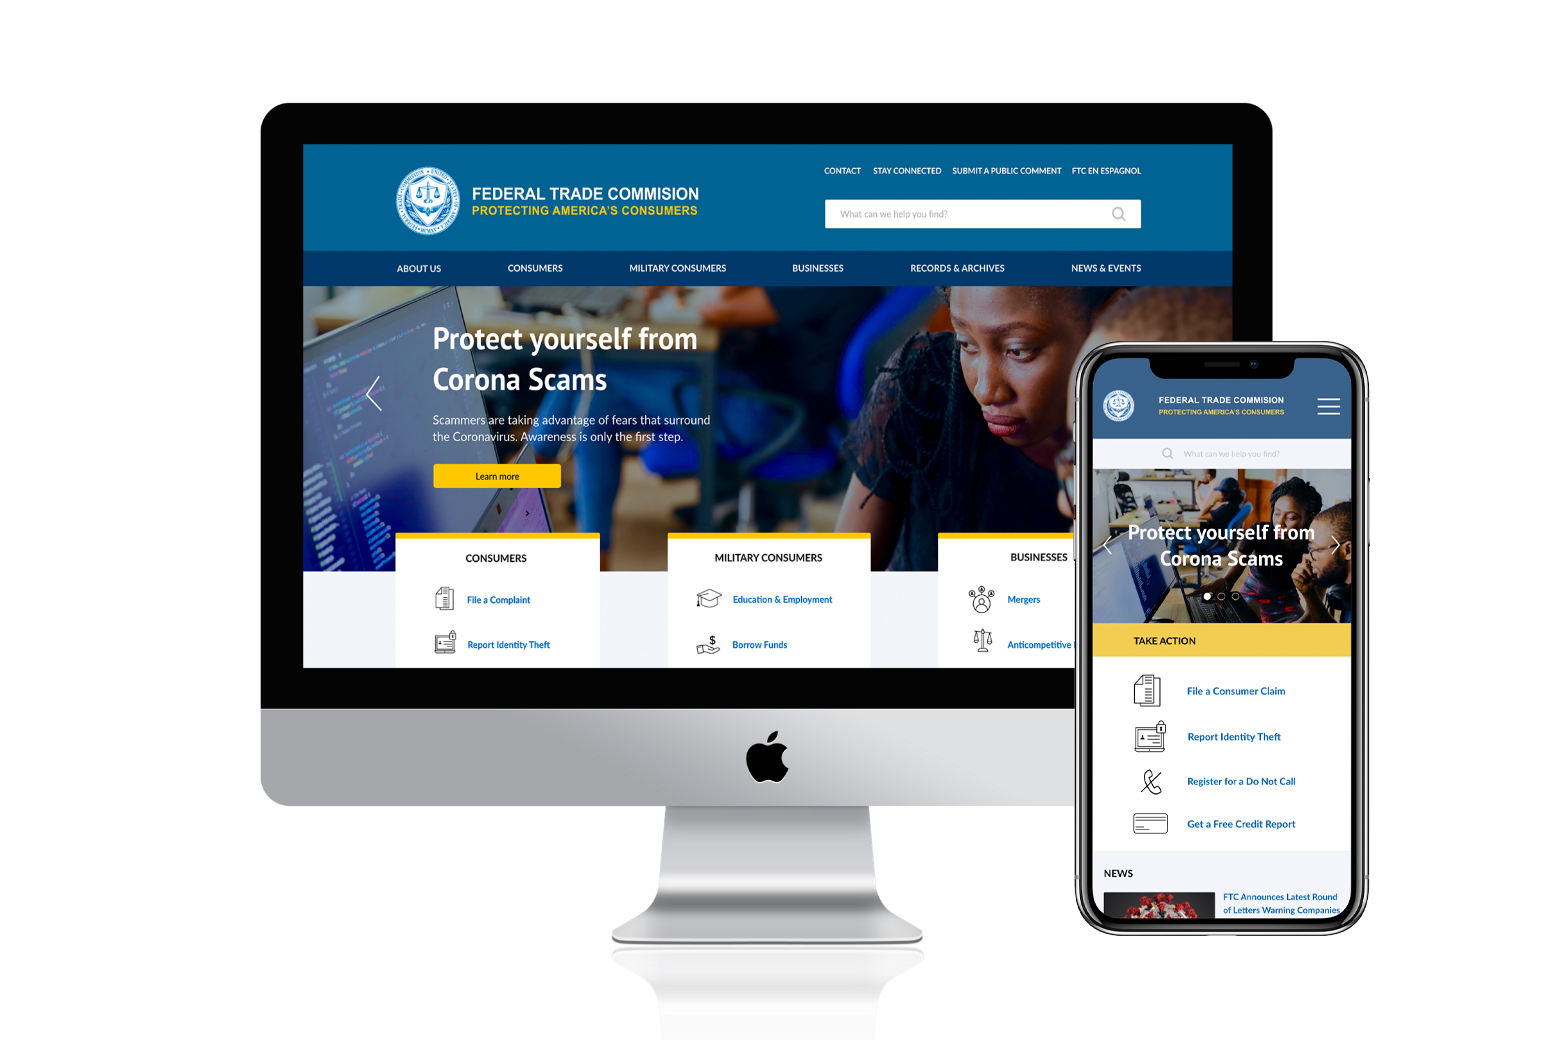 CONTACT STAY CONNECTED SUBMIT A PUBLIC COMMENT FTC EN ESPAGNOL
FEDERAL TRADE COMMISION
PROTECTING AMERICA'S CONSUMERS
What can we help you find?
ABOUT US CONSUMERS MILITARY CONSUMERS BUSINESSES RECORDS & ARCHIVES NEWS & EVENTS
Protect yourself from
Corona Scams
Scammers are taking advantage of fears that surround
the Coronavirus. Awareness is only the first step.
Learn more
CONSUMERS
File a Complaint
Report Identity Theft
MILITARY CONSUMERS
Education & Employment
Borrow Funds
BUSINESSES
Mergers
Anticompetitive
FEDERAL TRADE COMMISION
PROTECTING AMERICA'S CONSUMERS
What can we help you find?
Protect yourself from
Corona Scams
TAKE ACTION
File a Consumer Claim
Report Identity Theft
Register for a Do Not Call
Get a Free Credit Report
NEWS
FTC Announces Latest Round
of Letters Warning Companies